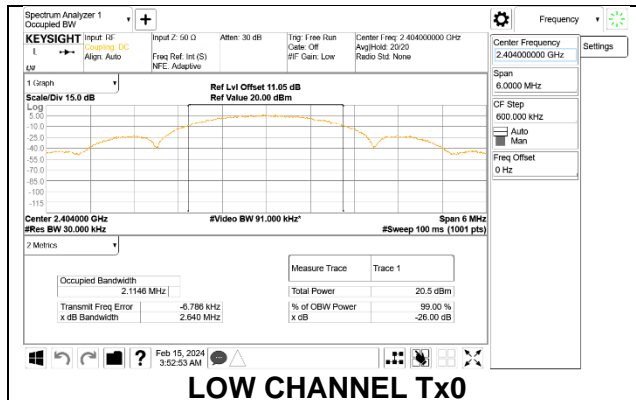 Spectrum Analyzer 1
Occupied BW
Frequency
KEYSIGHT
Input: RF
Coupling: DC
Align: Auto
Input Z: 50 Ω
Freq Ref: Int (S)
NFE: Adaptive
Atten: 30 dB
Trig: Free Run
Gate: Off
#IF Gain: Low
Center Freq: 2.404000000 GHz
Avg|Hold: 20/20
Radio Std: None
Center Frequency
2.404000000 GHz
Settings
Span
6.0000 MHz
CF Step
600.000 kHz
Auto
Man
Freq Offset
0 Hz
1 Graph
Scale/Div 15.0 dB
Ref Lvl Offset 11.05 dB
Ref Value 20.00 dBm
Log
5.00
-10.0
-25.0
-40.0
-55.0
-70.0
-85.0
-100
-115
Center 2.404000 GHz
#Res BW 30.000 kHz
#Video BW 91.000 kHz*
Span 6 MHz
#Sweep 100 ms (1001 pts)
2 Metrics
Measure Trace Trace 1
Occupied Bandwidth
2.1146 MHz
Total Power 20.5 dBm
Transmit Freq Error -6.786 kHz
% of OBW Power 99.00 %
x dB Bandwidth 2.640 MHz
x dB -26.00 dB
Feb 15, 2024
3:52:53 AM
LOW CHANNEL Tx0